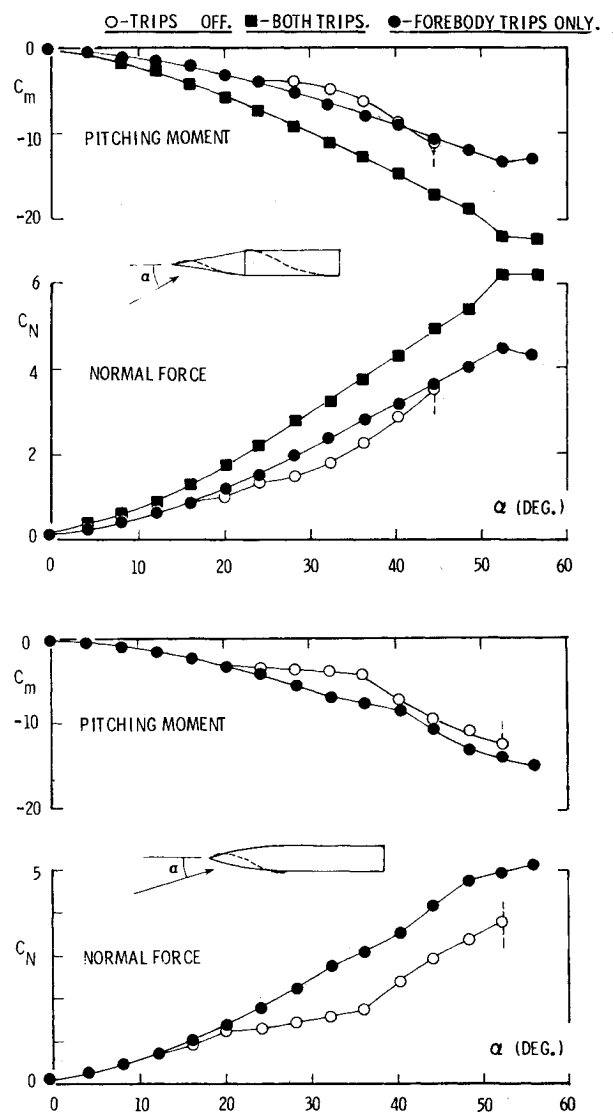 ○-TRIPS OFF. ■-BOTH TRIPS. ●-FOREBODY TRIPS ONLY.
0
C_m
-10
PITCHING MOMENT
-20
α
6
C_N
4
NORMAL FORCE
2
0
α (DEG.)
0 10 20 30 40 50 60
0
C_m
-10
PITCHING MOMENT
-20
α
5
C_N
NORMAL FORCE
α (DEG.)
0
0 10 20 30 40 50 60